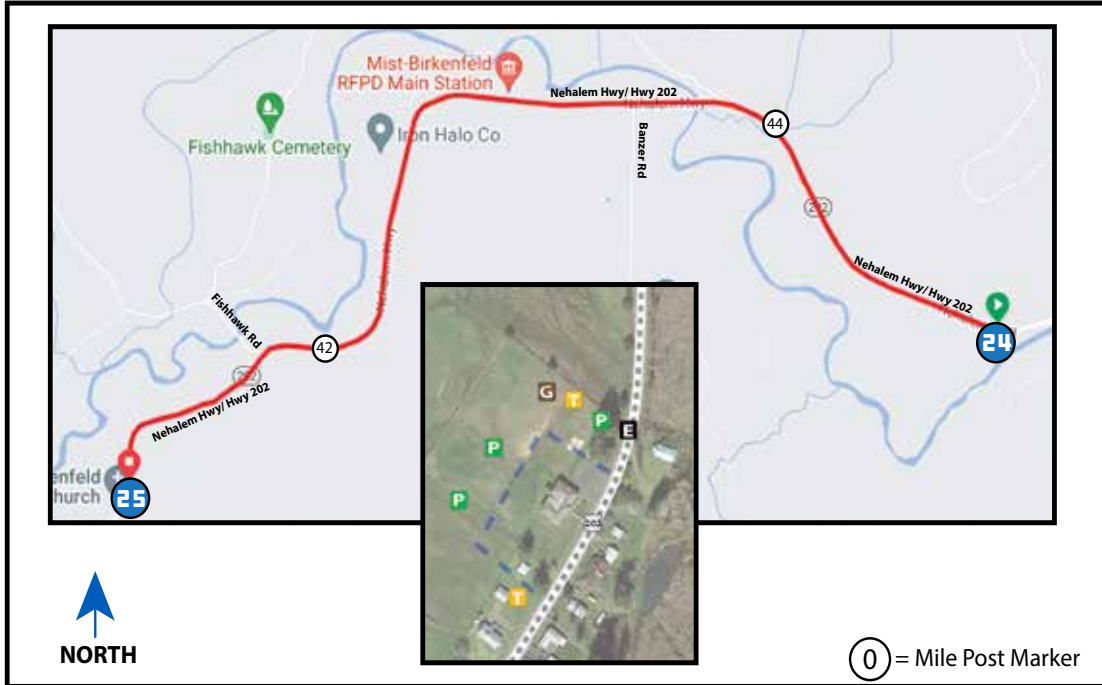 Mist-Birkenfeld
RFPD Main Station
Nehalem Hwy/ Hwy 202
Nehalem Hwy
44
Fishhawk Cemetery
Iron Halo Co
Banzer Rd
202
Nehalem Hwy/ Hwy 202
Nehalem Hwy
24
Fishhawk Rd
42
202
Nehalem Hwy/ Hwy 202
enfeld
hurch
25
G
T
P
E
P
P
202
T
NORTH
0 = Mile Post Marker